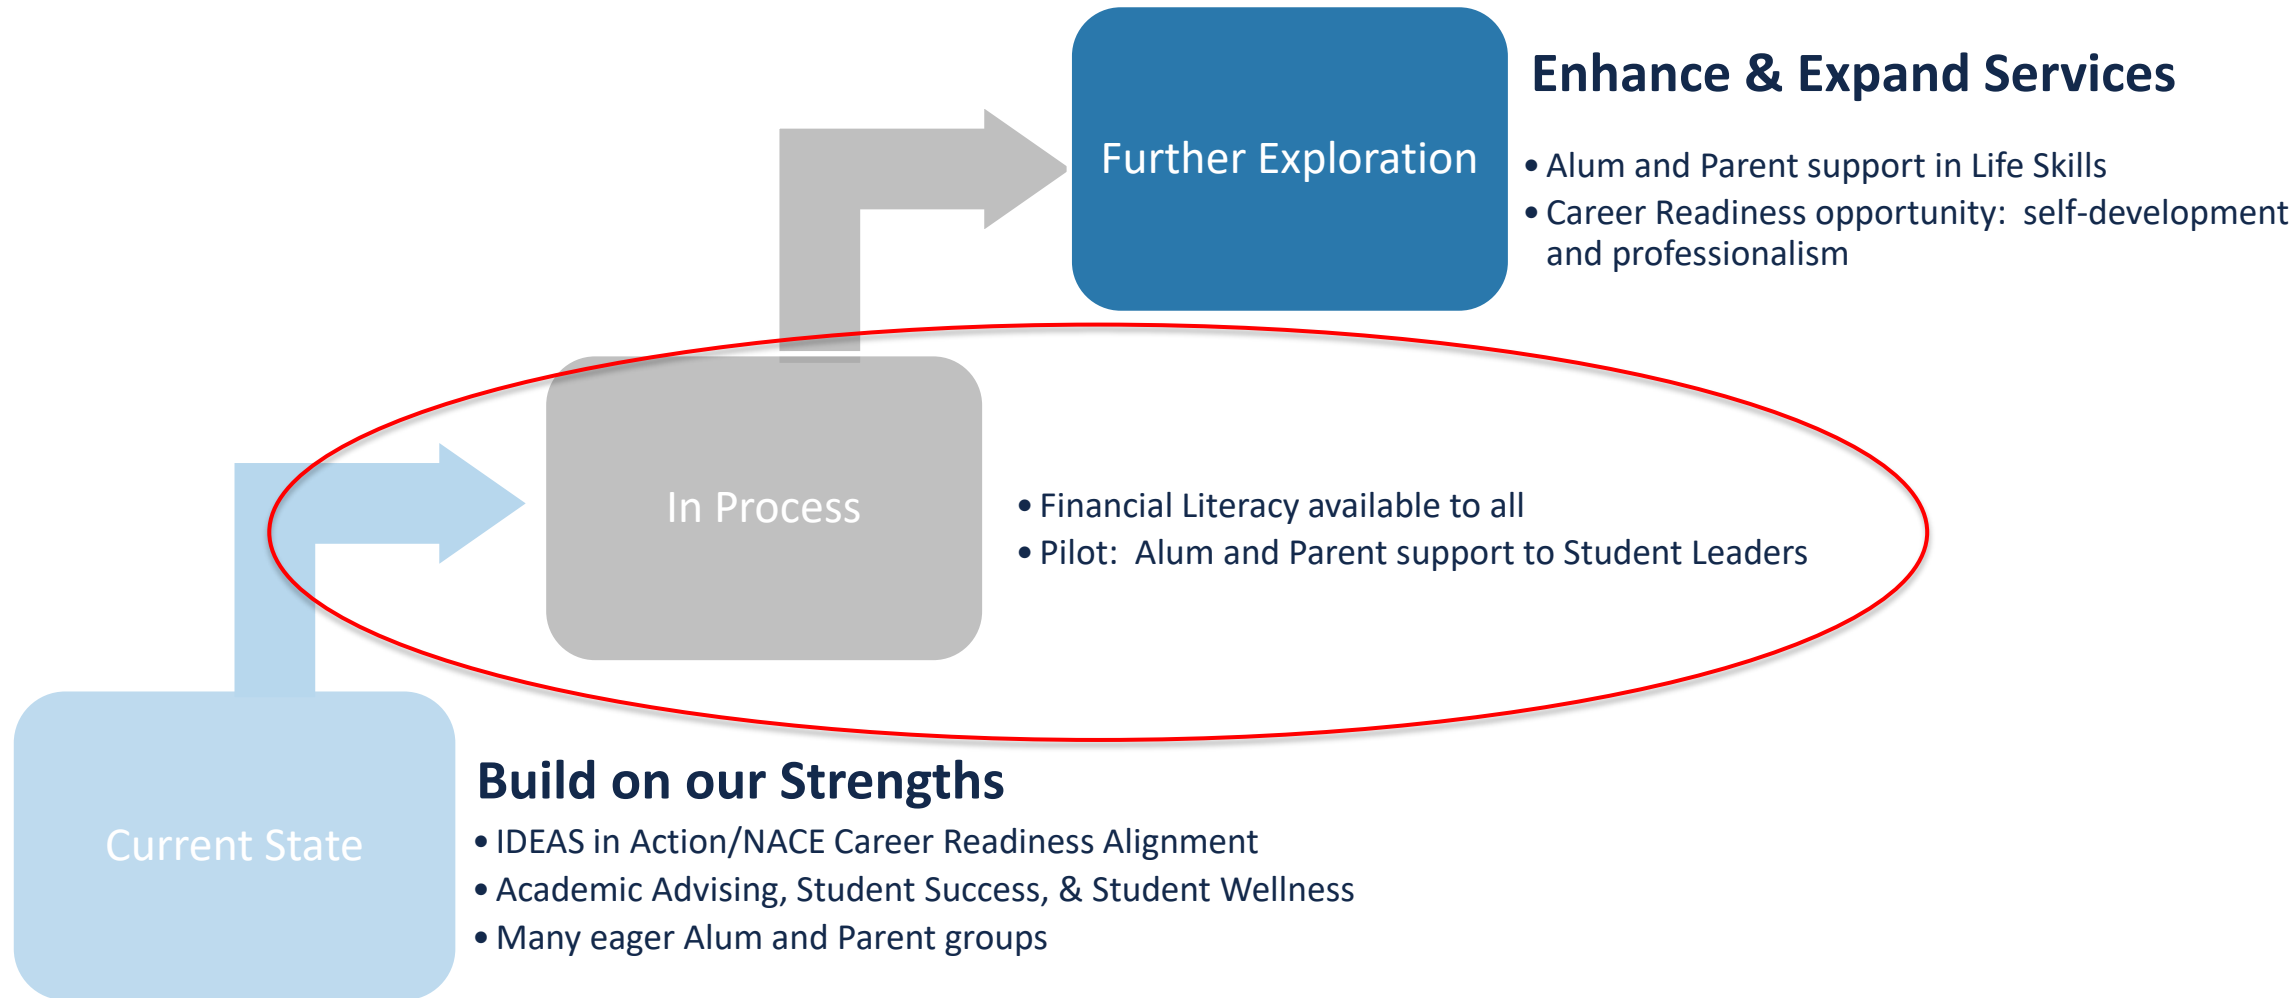 Enhance & Expand Services
Further Exploration
• Alum and Parent support in Life Skills
• Career Readiness opportunity:  self-development
and professionalism
In Process
• Financial Literacy available to all
• Pilot:  Alum and Parent support to Student Leaders
Build on our Strengths
Current State
• IDEAS in Action/NACE Career Readiness Alignment
• Academic Advising, Student Success, & Student Wellness
• Many eager Alum and Parent groups